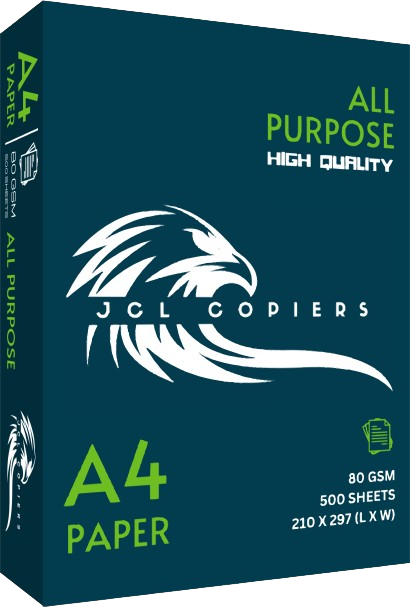 ALL
PURPOSE
HIGH QUALITY
JCL COPIERS
A4
PAPER
80 GSM
500 SHEETS
210 X 297 (L X W)
A4
PAPER
80 GSM
500 SHEETS
ALL PURPOSE